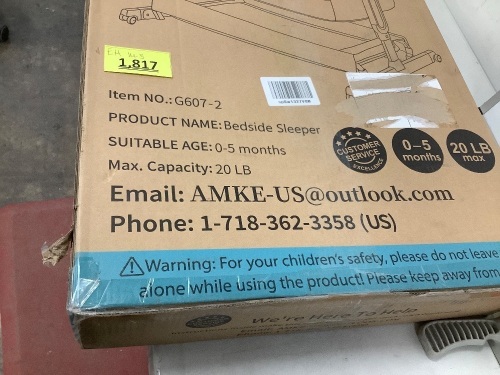 1,817
Item NO.:G607-2
PRODUCT NAME:Bedside Sleeper
SUITABLE AGE:0-5 months
Max. Capacity:20 LB
CUSTOMER
SERVICE
EXCELLENCE
0-5
months
20 LB
max
Email: AMKE-US@outlook.com
Phone: 1-718-362-3358 (US)
Warning: For your children's safety, please do not leave
alone while using the product! Please keep away from
We're Here To Help